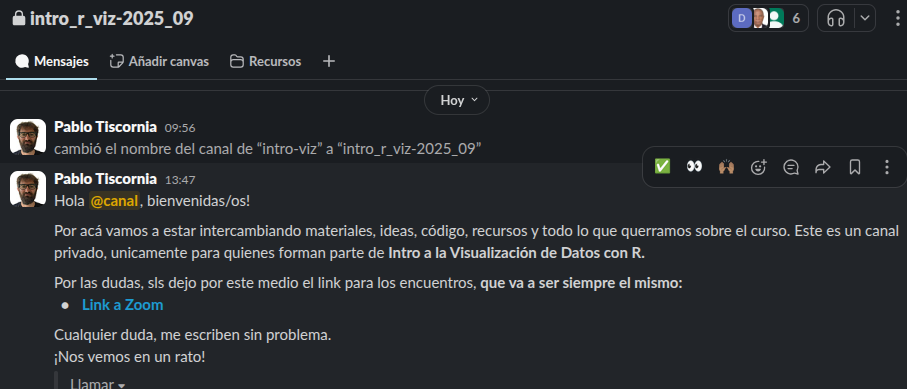 intro_r_viz-2025_09
D
6
Mensajes
Añadir canvas
Recursos
Hoy
Pablo Tiscornia 09:56
cambió el nombre del canal de “intro-viz” a “intro_r_viz-2025_09”
Pablo Tiscornia 13:47
Hola @canal, bienvenidas/os!
Por acá vamos a estar intercambiando materiales, ideas, código, recursos y todo lo que querramos sobre el curso. Este es un canal
privado, unicamente para quienes forman parte de Intro a la Visualización de Datos con R.
Por las dudas, sls dejo por este medio el link para los encuentros, que va a ser siempre el mismo:
• Link a Zoom
Cualquier duda, me escriben sin problema.
¡Nos vemos en un rato!
Llamar